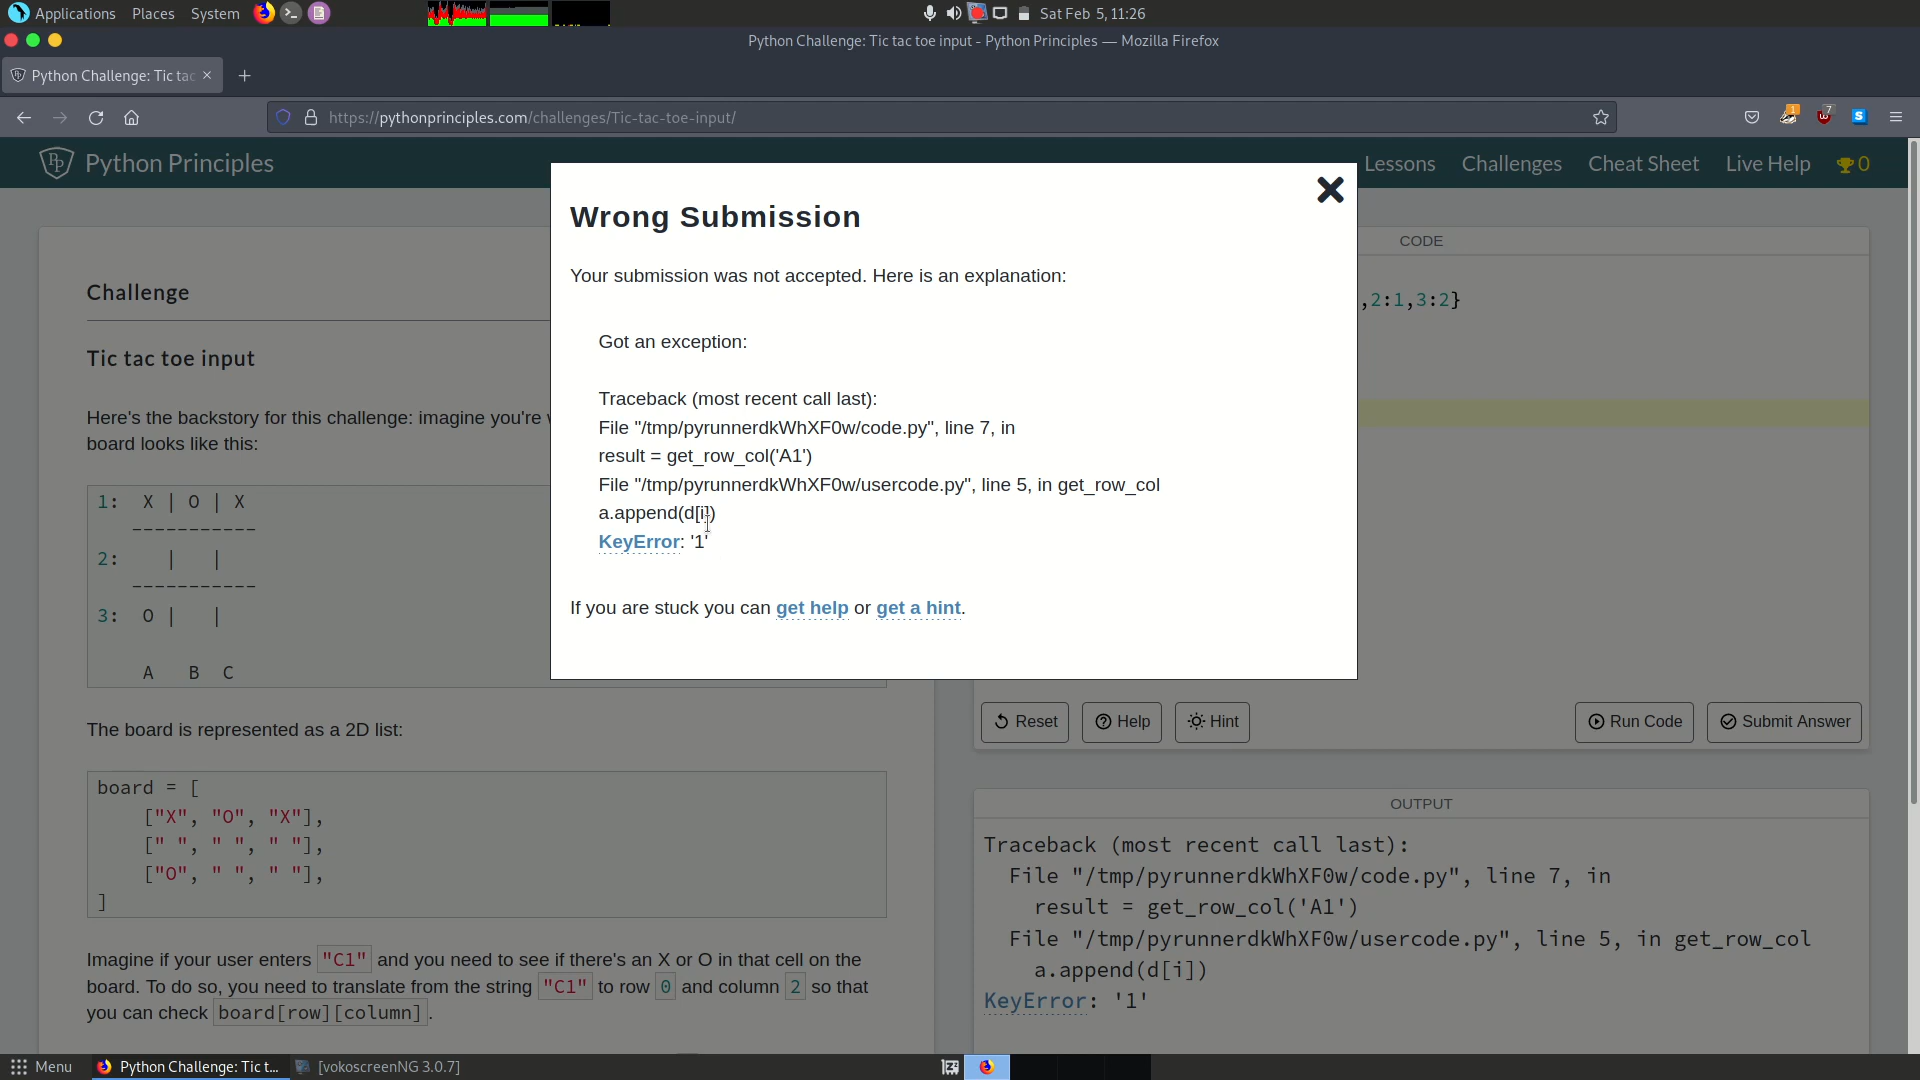 Applications Places System
Sat Feb 5, 11:26
Python Challenge: Tic tac toe input - Python Principles — Mozilla Firefox
Python Challenge: Tic tac
https://pythonprinciples.com/challenges/Tic-tac-toe-input/
1
7
S
Python Principles
Lessons Challenges Cheat Sheet Live Help 0
Wrong Submission
Your submission was not accepted. Here is an explanation:
Got an exception:
Traceback (most recent call last):
File "/tmp/pyrunnerdkWhXF0w/code.py", line 7, in
result = get_row_col('A1')
File "/tmp/pyrunnerdkWhXF0w/usercode.py", line 5, in get_row_col
a.append(d[i])
KeyError: '1'
If you are stuck you can get help or get a hint.
Challenge
Tic tac toe input
Here's the backstory for this challenge: imagine you're
board looks like this:
1: X | O | X
-----------
2: | |
-----------
3: O | |
A B C
The board is represented as a 2D list:
board = [
["X", "O", "X"],
[" ", " ", " "],
["O", " ", " "],
]
Imagine if your user enters "C1" and you need to see if there's an X or O in that cell on the
board. To do so, you need to translate from the string "C1" to row 0 and column 2 so that
you can check board[row][column].
CODE
,2:1,3:2}
Reset Help Hint Run Code Submit Answer
OUTPUT
Traceback (most recent call last):
File "/tmp/pyrunnerdkWhXF0w/code.py", line 7, in
result = get_row_col('A1')
File "/tmp/pyrunnerdkWhXF0w/usercode.py", line 5, in get_row_col
a.append(d[i])
KeyError: '1'
Menu Python Challenge: Tic t... [vokoscreenNG 3.0.7]